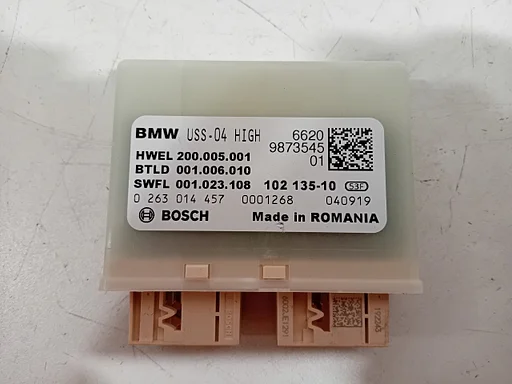 BMW USS-04 HIGH 6620
9873545
HWEL 200.005.001 01
BTLD 001.006.010
SWFL 001.023.108 102 135-10 53F
0 263 014 457 0001268 040919
BOSCH Made in ROMANIA